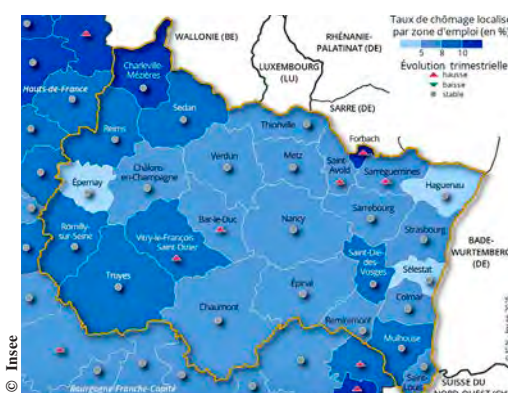 Taux de chômage localisé
par zone d'emploi (en %)
5 8 10
Évolution trimestrielle
hausse
baisse
stable
WALLONIE (BE)
RHÉNANIE-
PALATINAT (DE)
LUXEMBOURG
(LU)
SARRE (DE)
Charleville-
Mézières
Hauts-de-France
Sedan
Reims
Thionville
Forbach
Verdun
Metz
Saint-
Avold
Sarreguemines
Haguenau
Épernay
Châlons-
en-Champagne
Sarrebourg
Bar-le-Duc
Nancy
Strasbourg
Romilly-
sur-Seine
Vitry-le-François
Saint-Dizier
BADE-
WURTEMBERG
(DE)
Saint-Dié-
des-
Vosges
Sélestat
Troyes
Épinal
Colmar
Chaumont
Remiremont
Mulhouse
Saint-
Louis
SUISSE DU
Bourgogne-Franche-Comté
© Insee